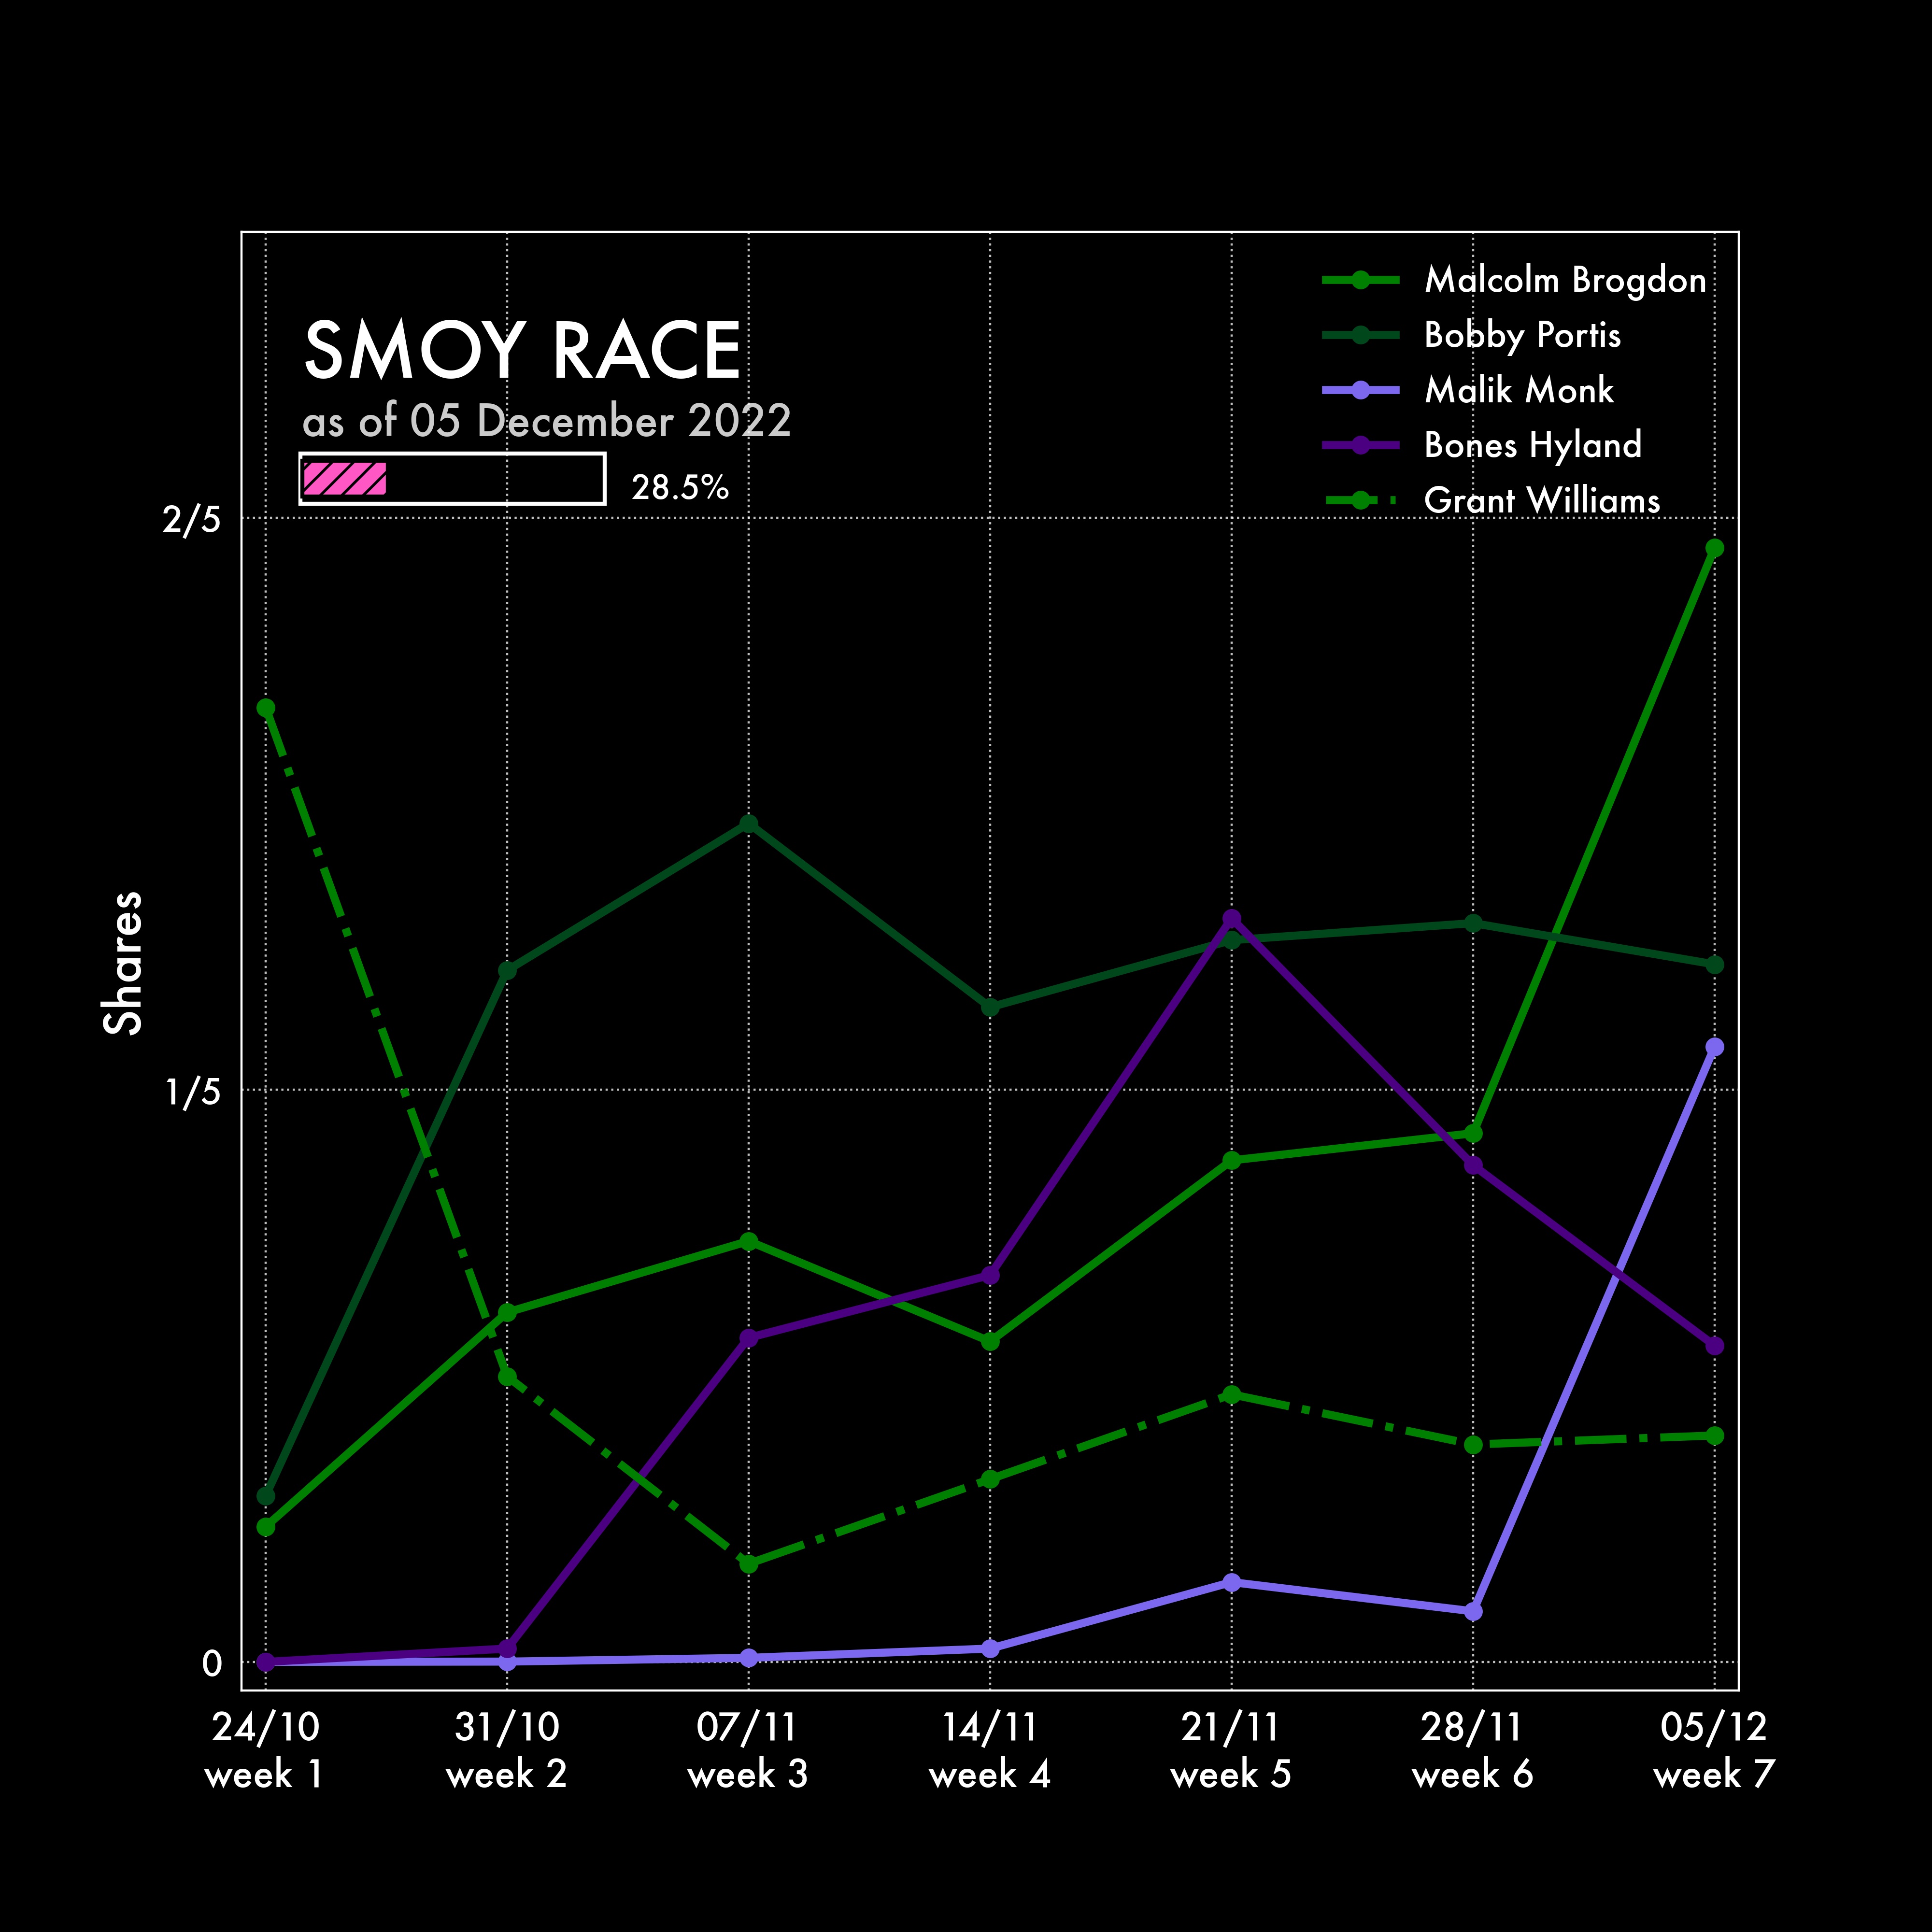 SMOY RACE
as of 05 December 2022
28.5%
Malcolm Brogdon
Bobby Portis
Malik Monk
Bones Hyland
Grant Williams
Shares
2/5
1/5
0
24/10
week 1
31/10
week 2
07/11
week 3
14/11
week 4
21/11
week 5
28/11
week 6
05/12
week 7